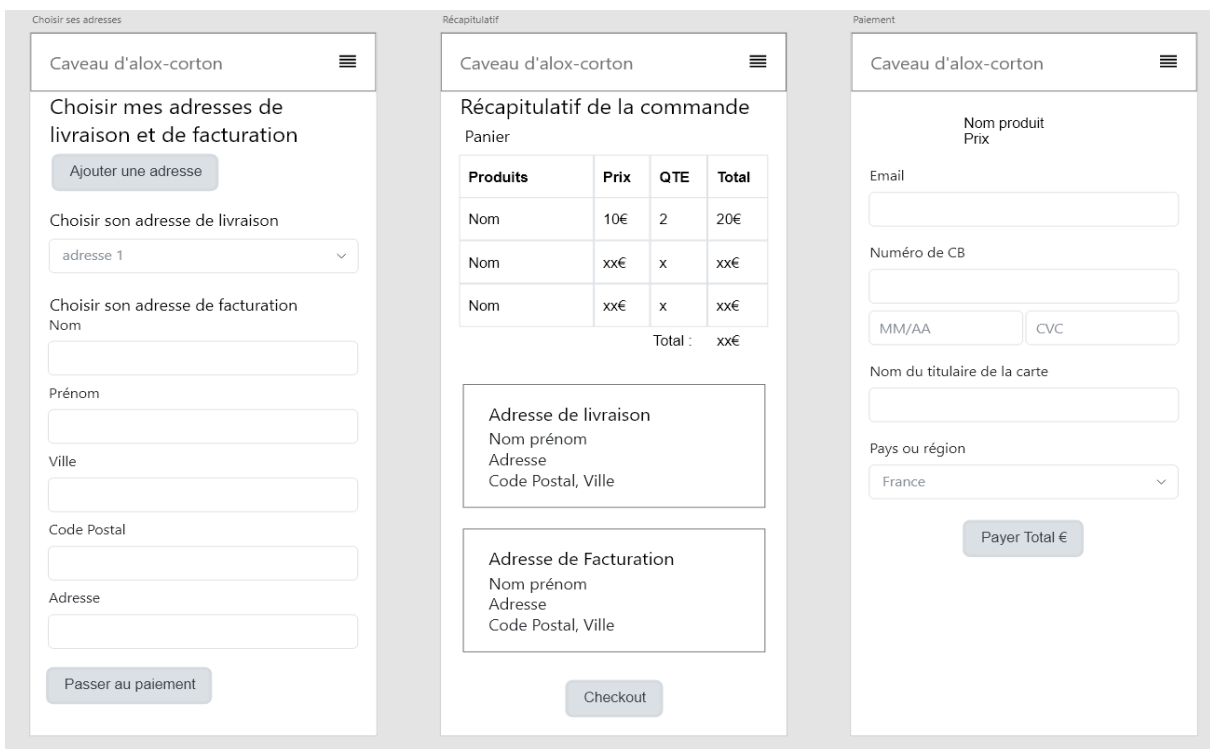 Choisir ses adresses
Caveau d'alox-corton
Choisir mes adresses de
livraison et de facturation
Ajouter une adresse
Choisir son adresse de livraison
adresse 1
Choisir son adresse de facturation
Nom
Prénom
Ville
Code Postal
Adresse
Passer au paiement
Récapitulatif
Caveau d'alox-corton
Récapitulatif de la commande
Panier
Produits Prix QTE Total
Nom 10€ 2 20€
Nom xx€ x xx€
Nom xx€ x xx€
Total : xx€
Adresse de livraison
Nom prénom
Adresse
Code Postal, Ville
Adresse de Facturation
Nom prénom
Adresse
Code Postal, Ville
Checkout
Paiement
Caveau d'alox-corton
Nom produit
Prix
Email
Numéro de CB
MM/AA CVC
Nom du titulaire de la carte
Pays ou région
France
Payer Total €